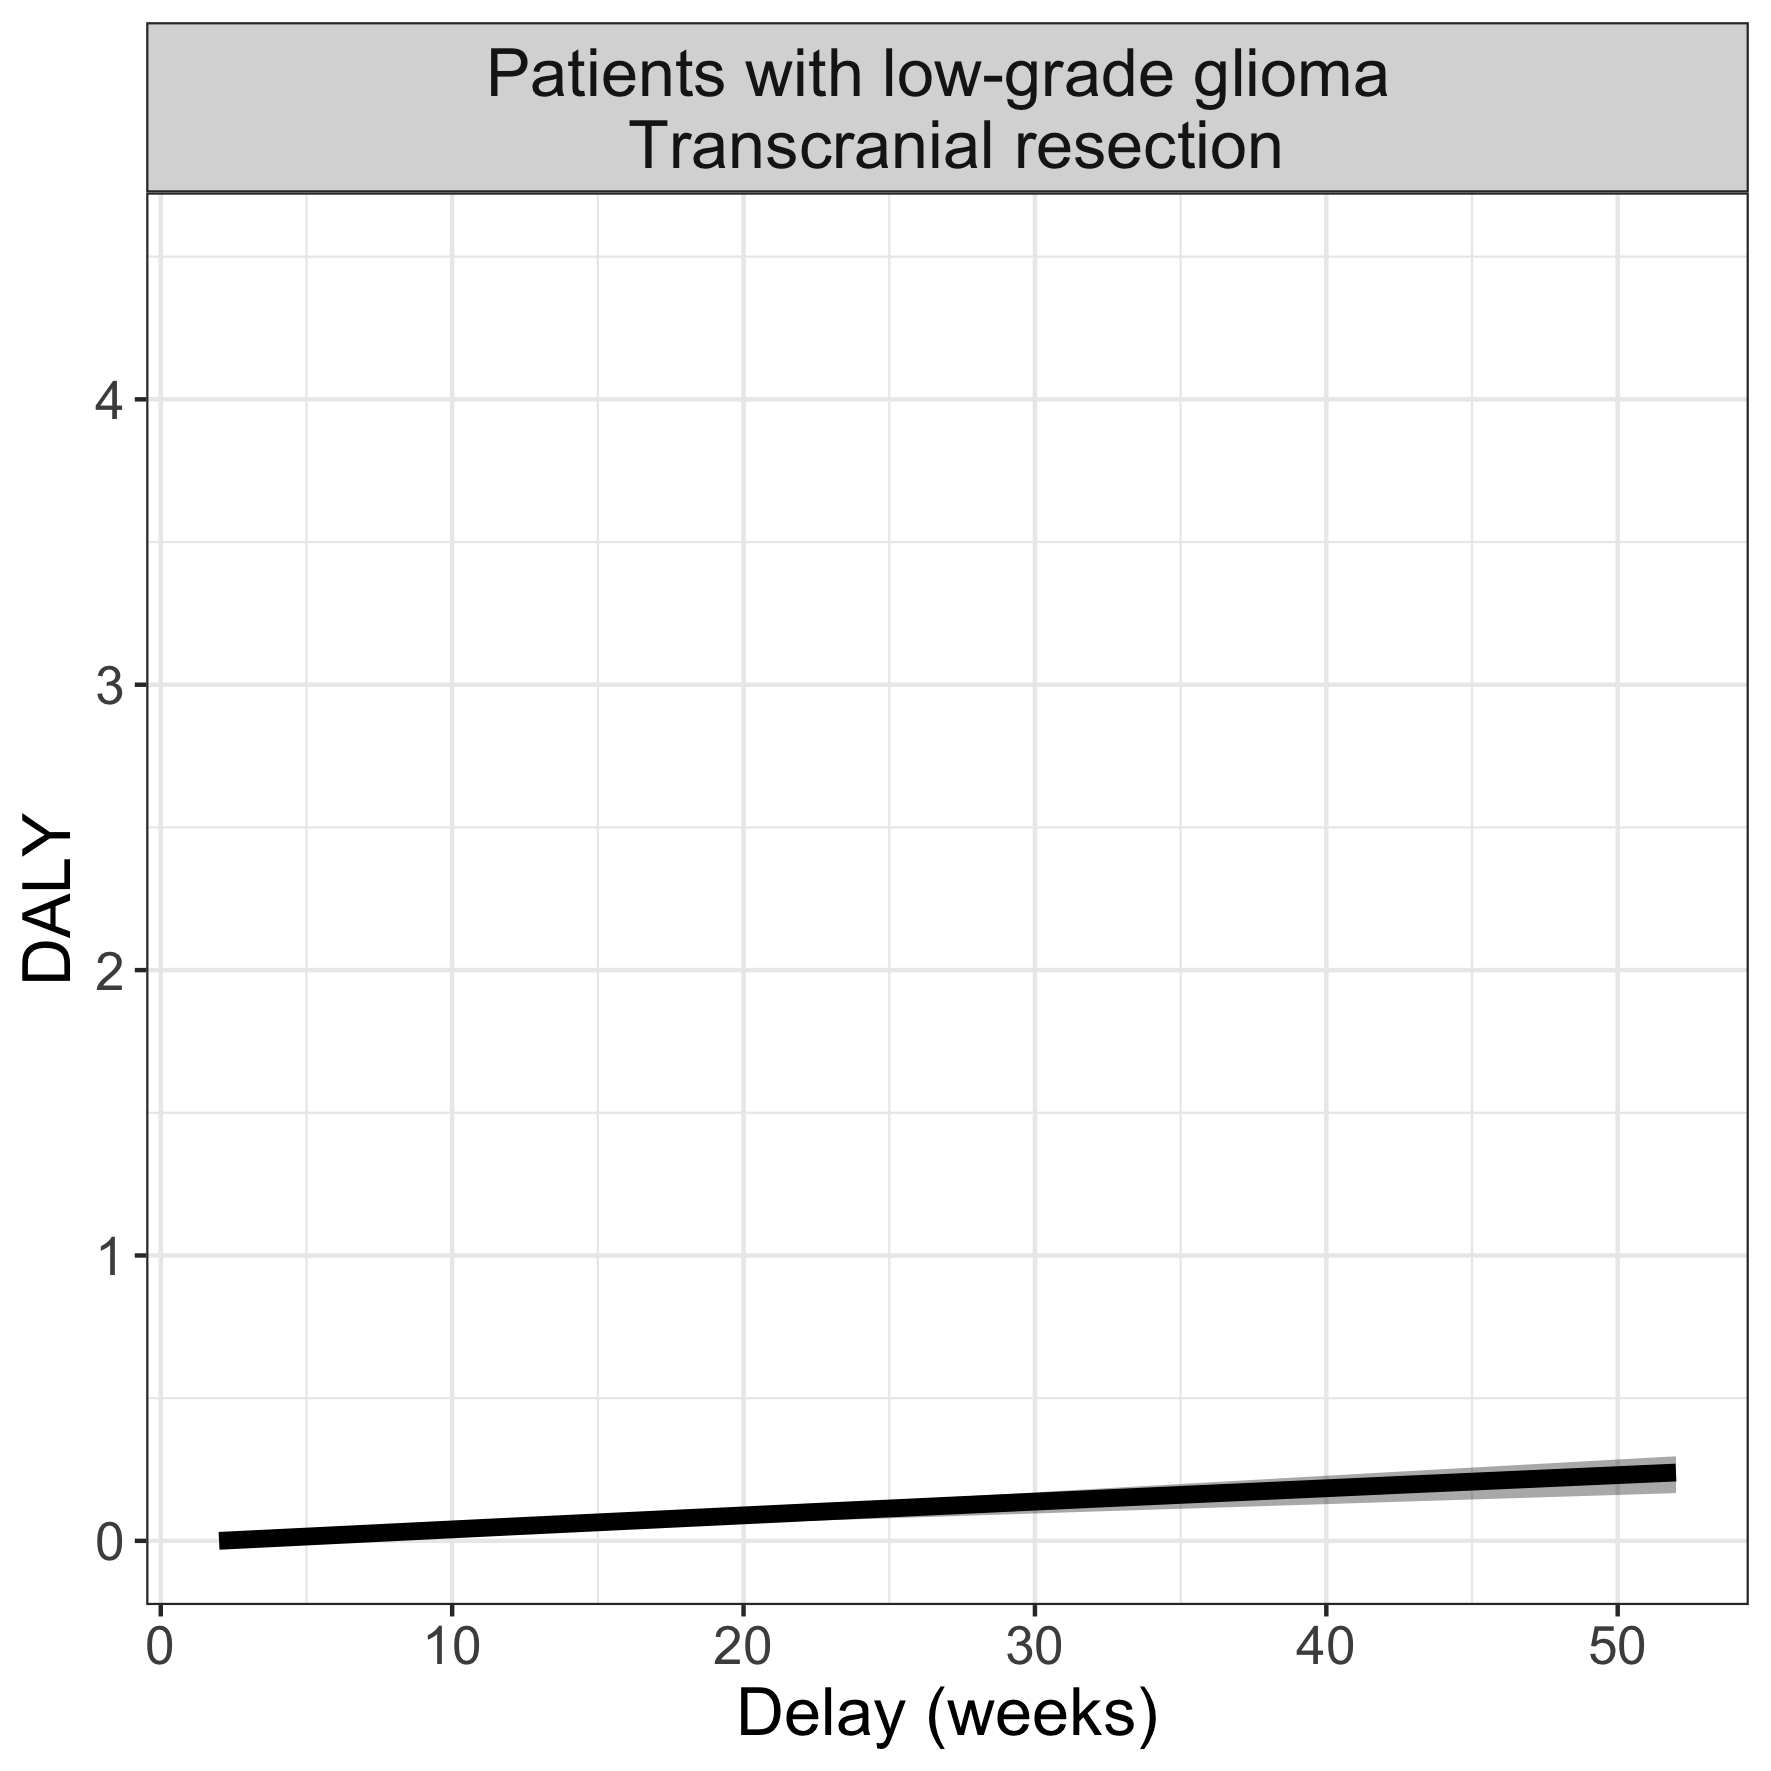 Patients with low-grade glioma
Transcranial resection
DALY
4
3
2
1
0
0 10 20 30 40 50
Delay (weeks)